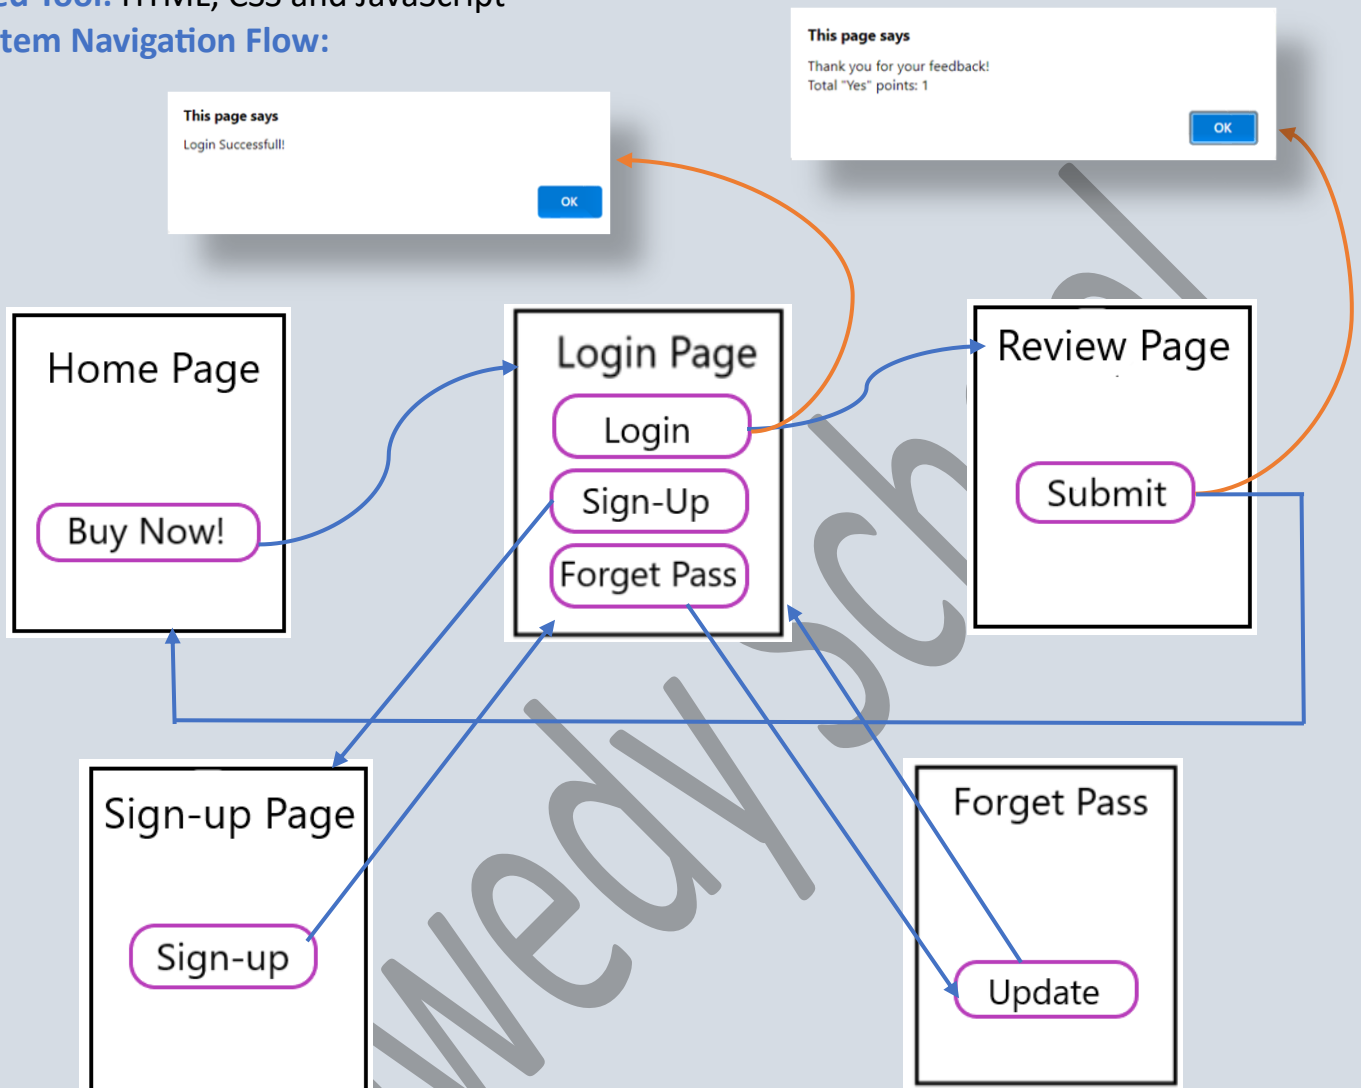 ed Tool: HTML, CSS and JavaScript
tem Navigation Flow:
This page says
Thank you for your feedback!
Total "Yes" points: 1
OK
This page says
Login Successfull!
OK
Home Page
Buy Now!
Login Page
Login
Sign-Up
Forget Pass
Review Page
Submit
Sign-up Page
Sign-up
Forget Pass
Update